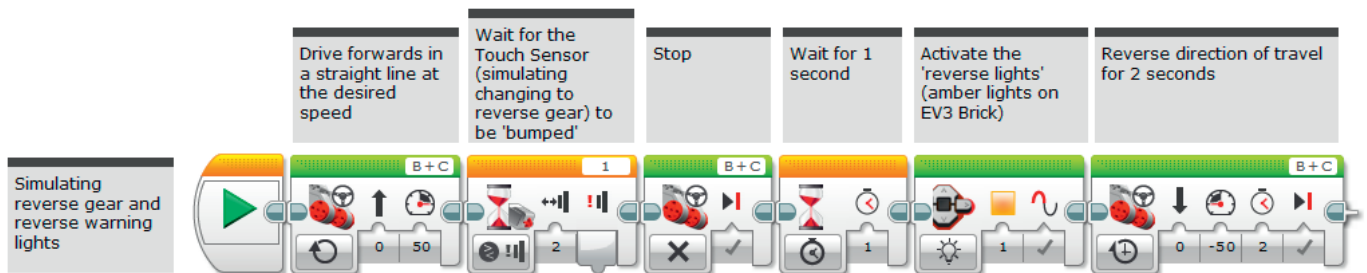 Simulating
reverse gear and
reverse warning
lights
Drive forwards in
a straight line at
the desired
speed
Wait for the
Touch Sensor
(simulating
changing to
reverse gear) to
be 'bumped'
Stop
Wait for 1
second
Activate the
'reverse lights'
(amber lights on
EV3 Brick)
Reverse direction of travel
for 2 seconds
B + C
1
B + C
B + C
0 50
2
1
1
0 -50 2